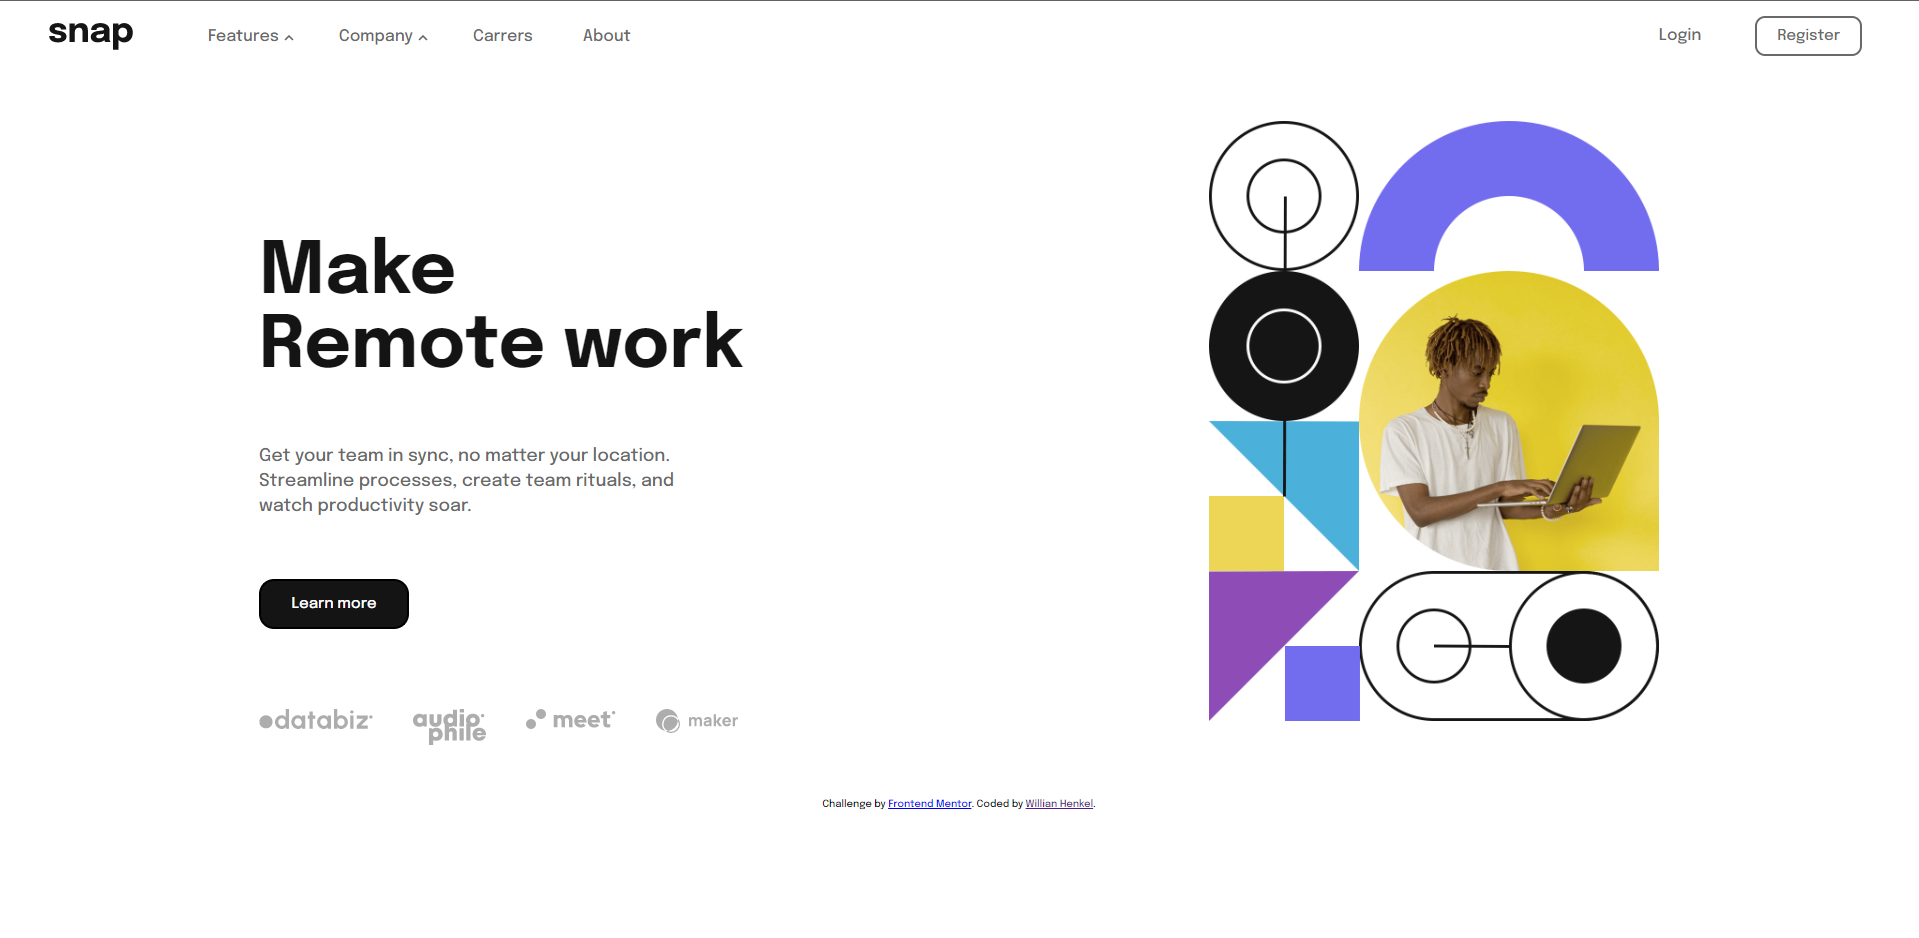 snap
Features
Company
Carrers
About
Login
Register
Make
Remote work
Get your team in sync, no matter your location.
Streamline processes, create team rituals, and
watch productivity soar.
Learn more
databiz
audio
phile
meet
maker
Challenge by Frontend Mentor. Coded by Willian Henkel.